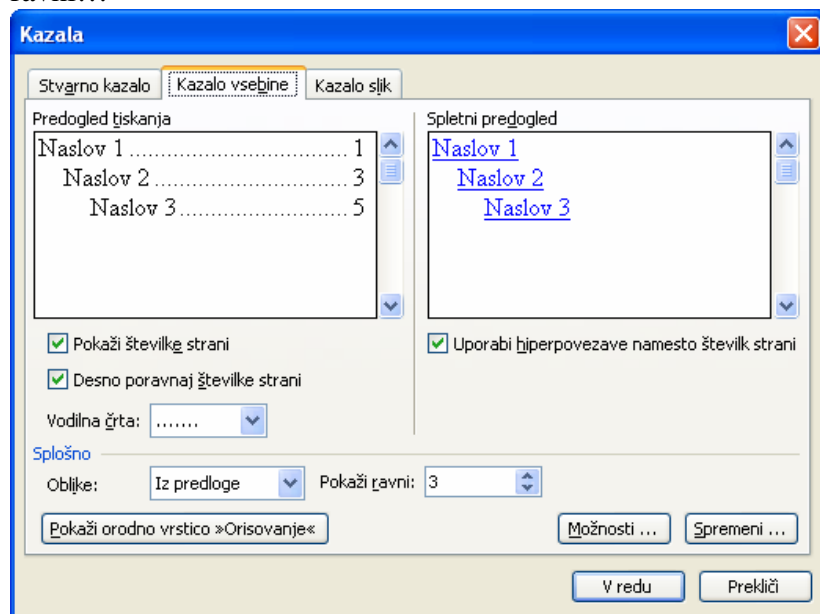 Kazala
Stvarno kazalo Kazalo vsebine Kazalo slik
Predogled tiskanja
Naslov 1 ................................ 1
Naslov 2 ............................. 3
Naslov 3 ......................... 5
Spletni predogled
Naslov 1
Naslov 2
Naslov 3
Pokaži številke strani
Desno poravnaj številke strani
Vodilna črta: .......
Uporabi hiperpovezave namesto številk strani
Splošno
Oblike: Iz predloge Pokaži ravni: 3
Pokaži orodno vrstico »Orisovanje« Možnosti ... Spremeni ...
V redu Prekliči